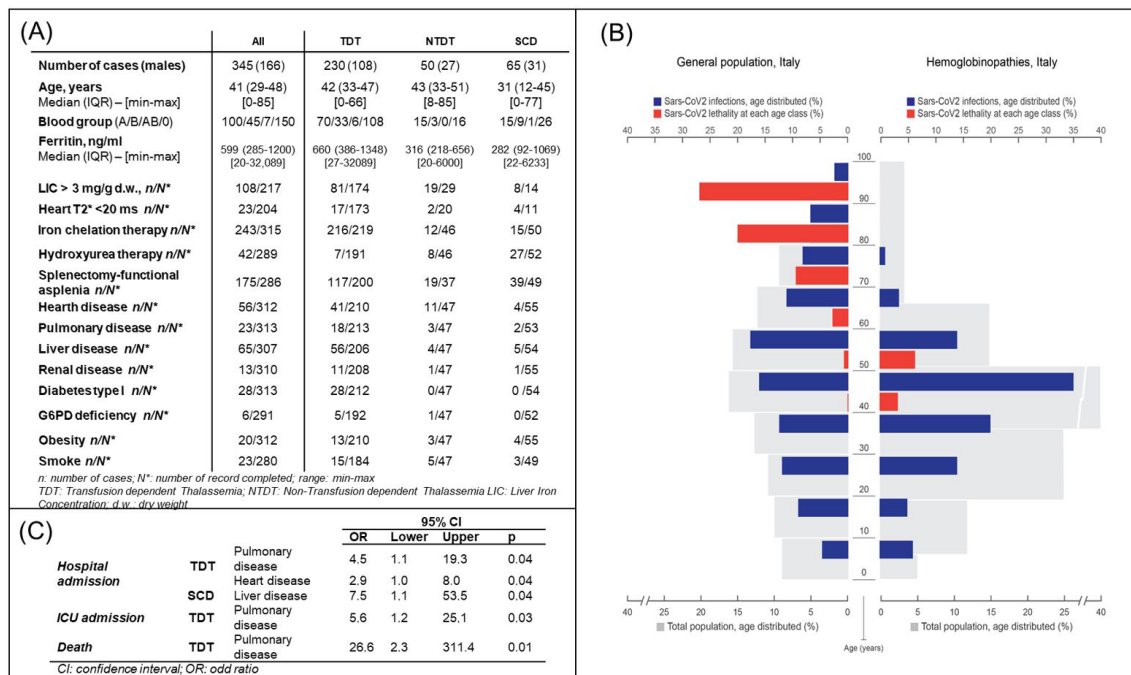 (A)
All TDT NTDT SCD
Number of cases (males) 345 (166) 230 (108) 50 (27) 65 (31)
Age, years 41 (29-48) 42 (33-47) 43 (33-51) 31 (12-45)
Median (IQR) – [min-max] [0-85] [0-66] [8-85] [0-77]
Blood group (A/B/AB/0) 100/45/7/150 70/33/6/108 15/3/0/16 15/9/1/26
Ferritin, ng/ml
Median (IQR) – [min-max] 599 (285-1200) 660 (386-1348) 316 (218-656) 282 (92-1069)
[20-32,089] [27-32089] [20-6000] [22-6233]
LIC > 3 mg/g d.w., n/N* 108/217 81/174 19/29 8/14
Heart T2* <20 ms n/N* 23/204 17/173 2/20 4/11
Iron chelation therapy n/N* 243/315 216/219 12/46 15/50
Hydroxyurea therapy n/N* 42/289 7/191 8/46 27/52
Splenectomy-functional
asplenia n/N* 175/286 117/200 19/37 39/49
Hearth disease n/N* 56/312 41/210 11/47 4/55
Pulmonary disease n/N* 23/313 18/213 3/47 2/53
Liver disease n/N* 65/307 56/206 4/47 5/54
Renal disease n/N* 13/310 11/208 1/47 1/55
Diabetes type I n/N* 28/313 28/212 0/47 0 /54
G6PD deficiency n/N* 6/291 5/192 1/47 0/52
Obesity n/N* 20/312 13/210 3/47 4/55
Smoke n/N* 23/280 15/184 5/47 3/49
n: number of cases; N*: number of record completed; range: min-max
TDT: Transfusion dependent Thalassemia; NTDT: Non-Transfusion dependent Thalassemia LIC: Liver Iron
Concentration; d.w.: dry weight
(B)
General population, Italy
Hemoglobinopathies, Italy
Sars-CoV2 infections, age distributed (%)
Sars-CoV2 lethality at each age class (%)
40 35 30 25 20 15 10 5 0
Sars-CoV2 infections, age distributed (%)
Sars-CoV2 lethality at each age class (%)
0 5 10 15 20 25 30 35 40
100
90
80
70
60
50
40
30
20
10
0
40 25 20 15 10 5 0
0 5 10 15 20 25 40
Total population, age distributed (%)
Total population, age distributed (%)
Age (years)
(C)
95% CI
OR Lower Upper p
Hospital admission TDT Pulmonary disease 4.5 1.1 19.3 0.04
Heart disease 2.9 1.0 8.0 0.04
SCD Liver disease 7.5 1.1 53.5 0.04
ICU admission TDT Pulmonary disease 5.6 1.2 25,1 0.03
Death TDT Pulmonary disease 26.6 2.3 311.4 0.01
CI: confidence interval; OR: odd ratio